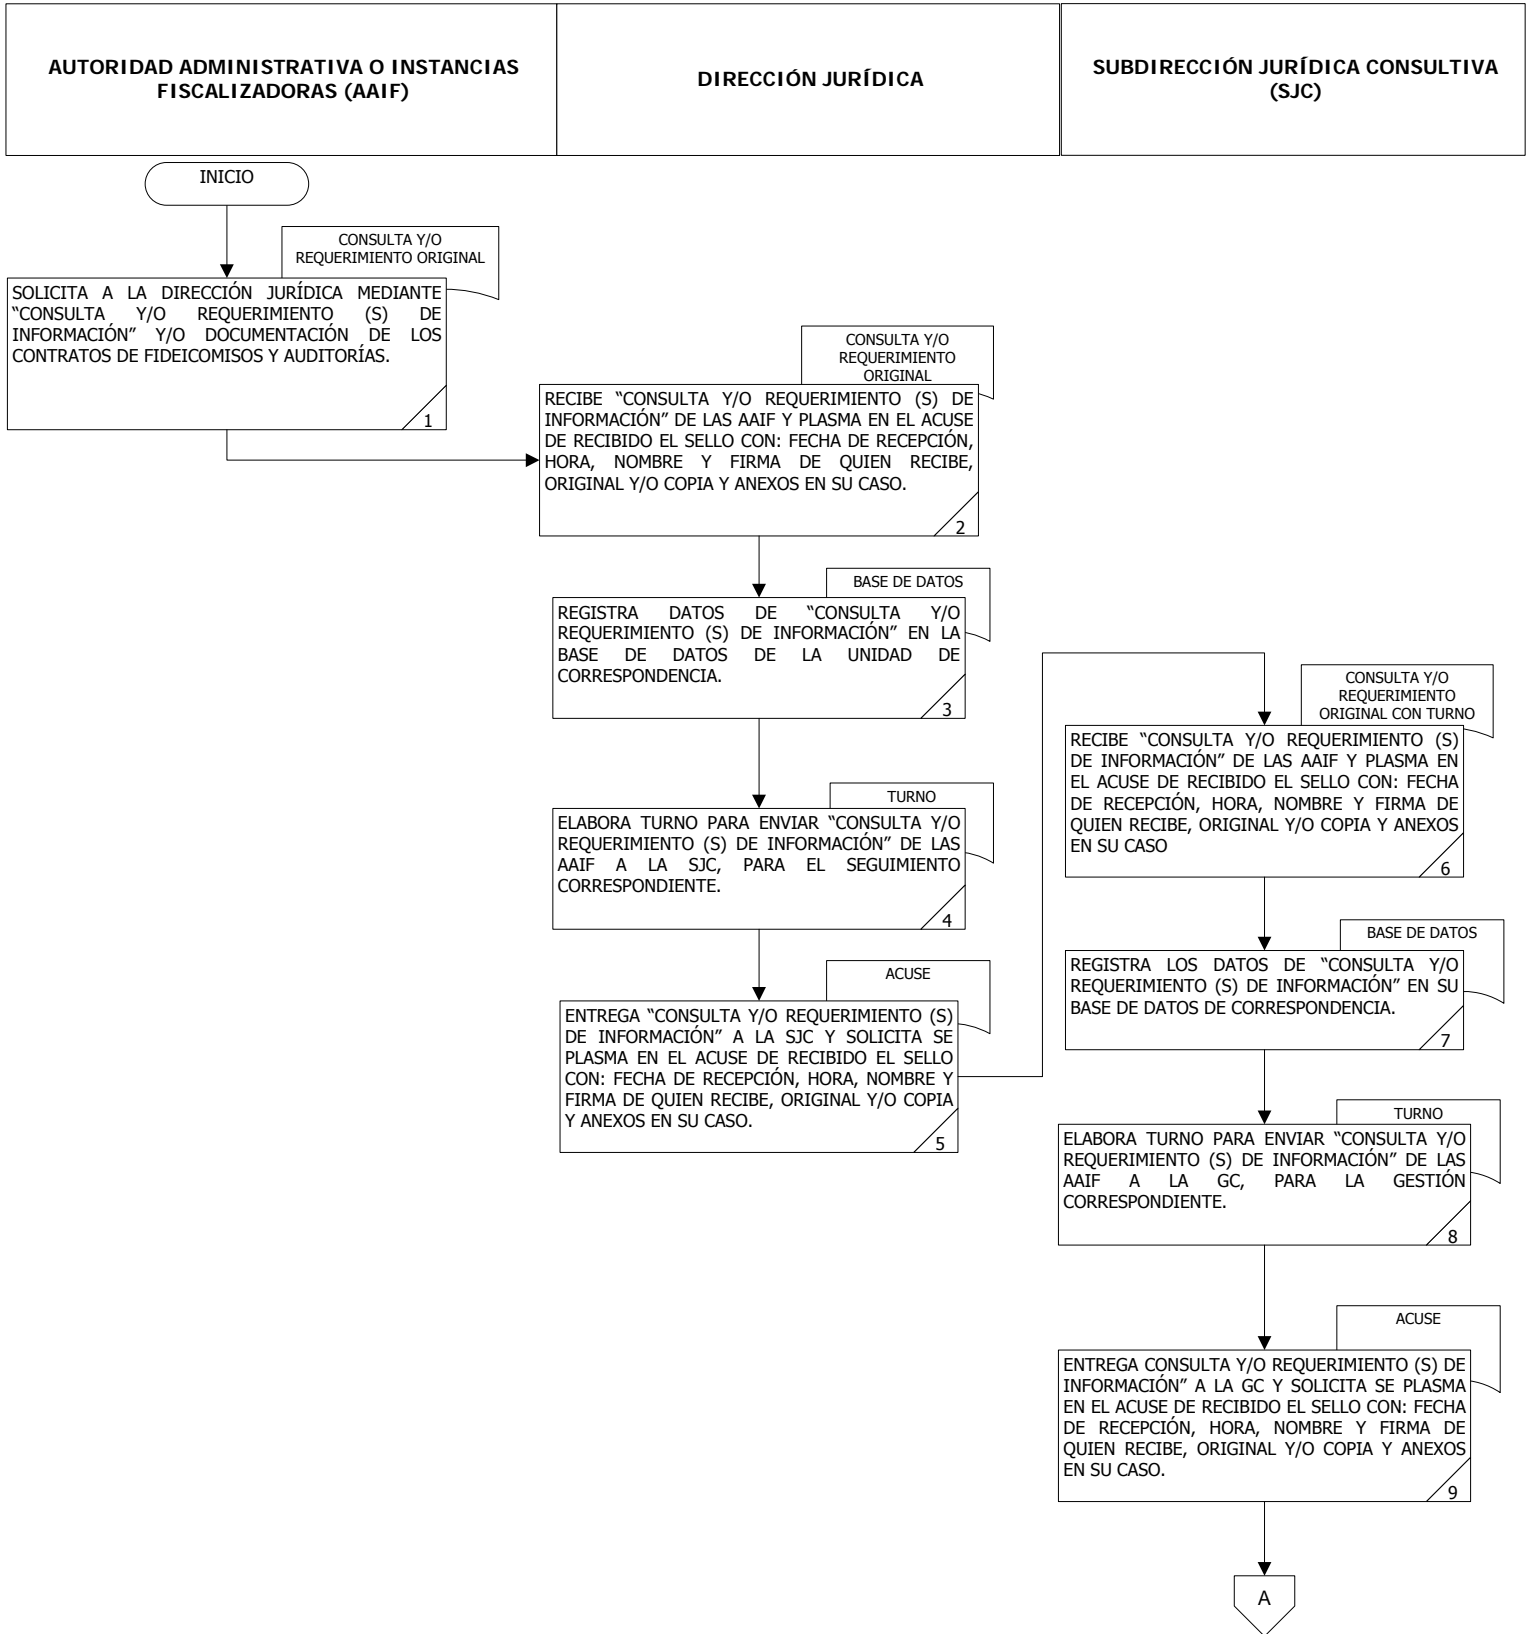 AUTORIDAD ADMINISTRATIVA O INSTANCIAS
FISCALIZADORAS (AAIF)
DIRECCIÓN JURÍDICA
SUBDIRECCIÓN JURÍDICA CONSULTIVA
(SJC)
INICIO
CONSULTA Y/O
REQUERIMIENTO ORIGINAL
SOLICITA A LA DIRECCIÓN JURÍDICA MEDIANTE
“CONSULTA Y/O REQUERIMIENTO (S) DE
INFORMACIÓN” Y/O DOCUMENTACIÓN DE LOS
CONTRATOS DE FIDEICOMISOS Y AUDITORÍAS.
1
CONSULTA Y/O
REQUERIMIENTO
ORIGINAL
RECIBE “CONSULTA Y/O REQUERIMIENTO (S) DE
INFORMACIÓN” DE LAS AAIF Y PLASMA EN EL ACUSE
DE RECIBIDO EL SELLO CON: FECHA DE RECEPCIÓN,
HORA, NOMBRE Y FIRMA DE QUIEN RECIBE,
ORIGINAL Y/O COPIA Y ANEXOS EN SU CASO.
2
BASE DE DATOS
REGISTRA DATOS DE “CONSULTA Y/O
REQUERIMIENTO (S) DE INFORMACIÓN” EN LA
BASE DE DATOS DE LA UNIDAD DE
CORRESPONDENCIA.
3
TURNO
ELABORA TURNO PARA ENVIAR “CONSULTA Y/O
REQUERIMIENTO (S) DE INFORMACIÓN” DE LAS
AAIF A LA SJC, PARA EL SEGUIMIENTO
CORRESPONDIENTE.
4
ACUSE
ENTREGA “CONSULTA Y/O REQUERIMIENTO (S)
DE INFORMACIÓN” A LA SJC Y SOLICITA SE
PLASMA EN EL ACUSE DE RECIBIDO EL SELLO
CON: FECHA DE RECEPCIÓN, HORA, NOMBRE Y
FIRMA DE QUIEN RECIBE, ORIGINAL Y/O COPIA
Y ANEXOS EN SU CASO.
5
CONSULTA Y/O
REQUERIMIENTO
ORIGINAL CON TURNO
RECIBE “CONSULTA Y/O REQUERIMIENTO (S)
DE INFORMACIÓN” DE LAS AAIF Y PLASMA EN
EL ACUSE DE RECIBIDO EL SELLO CON: FECHA
DE RECEPCIÓN, HORA, NOMBRE Y FIRMA DE
QUIEN RECIBE, ORIGINAL Y/O COPIA Y ANEXOS
EN SU CASO
6
BASE DE DATOS
REGISTRA LOS DATOS DE “CONSULTA Y/O
REQUERIMIENTO (S) DE INFORMACIÓN” EN SU
BASE DE DATOS DE CORRESPONDENCIA.
7
TURNO
ELABORA TURNO PARA ENVIAR “CONSULTA Y/O
REQUERIMIENTO (S) DE INFORMACIÓN” DE LAS
AAIF A LA GC, PARA LA GESTIÓN
CORRESPONDIENTE.
8
ACUSE
ENTREGA CONSULTA Y/O REQUERIMIENTO (S) DE
INFORMACIÓN” A LA GC Y SOLICITA SE PLASMA
EN EL ACUSE DE RECIBIDO EL SELLO CON: FECHA
DE RECEPCIÓN, HORA, NOMBRE Y FIRMA DE
QUIEN RECIBE, ORIGINAL Y/O COPIA Y ANEXOS
EN SU CASO.
9
A